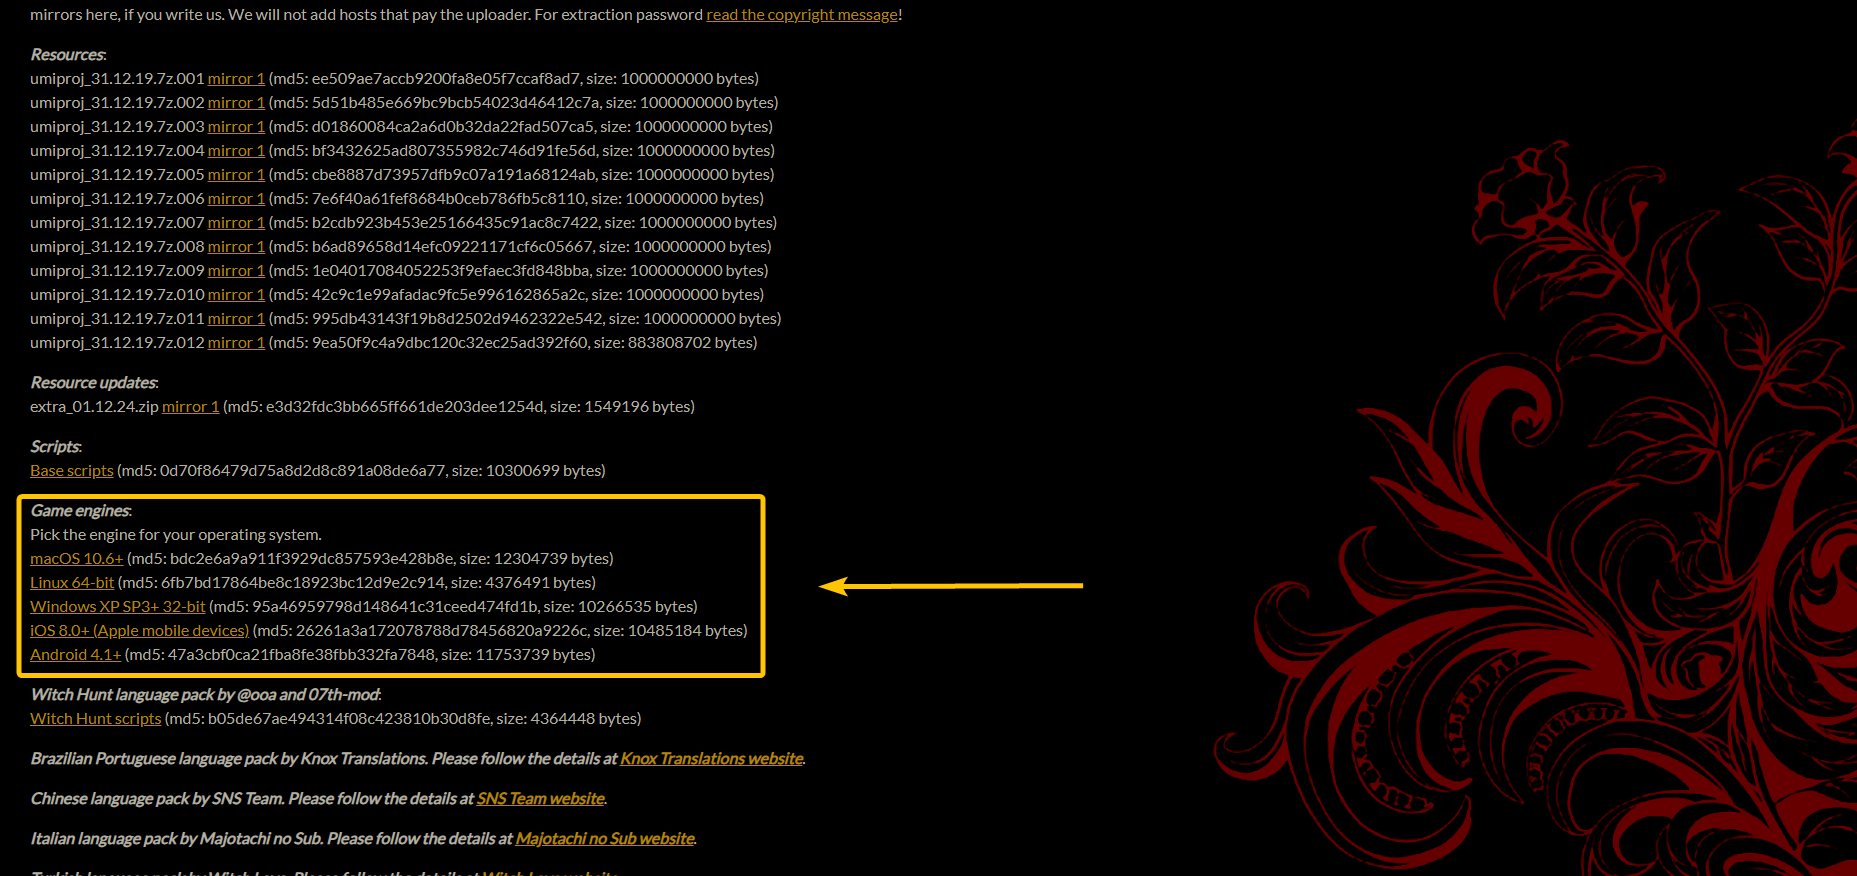 mirrors here, if you write us. We will not add hosts that pay the uploader. For extraction password read the copyright message!
Resources:
umiproj_31.12.19.7z.001 mirror 1 (md5: ee509ae7accb9200fa8e05f7ccaf8ad7, size: 1000000000 bytes)
umiproj_31.12.19.7z.002 mirror 1 (md5: 5d51b485e669bc9bcb54023d46412c7a, size: 1000000000 bytes)
umiproj_31.12.19.7z.003 mirror 1 (md5: d01860084ca2a6d0b32da22fad507ca5, size: 1000000000 bytes)
umiproj_31.12.19.7z.004 mirror 1 (md5: bf3432625ad807355982c746d91fe56d, size: 1000000000 bytes)
umiproj_31.12.19.7z.005 mirror 1 (md5: cbe8887d73957dfb9c07a191a68124ab, size: 1000000000 bytes)
umiproj_31.12.19.7z.006 mirror 1 (md5: 7e6f40a61fef8684b0ceb786fb5c8110, size: 1000000000 bytes)
umiproj_31.12.19.7z.007 mirror 1 (md5: b2cdb923b453e25166435c91ac8c7422, size: 1000000000 bytes)
umiproj_31.12.19.7z.008 mirror 1 (md5: b6ad89658d14efc09221171cf6c05667, size: 1000000000 bytes)
umiproj_31.12.19.7z.009 mirror 1 (md5: 1e04017084052253f9efaec3fd848bba, size: 1000000000 bytes)
umiproj_31.12.19.7z.010 mirror 1 (md5: 42c9c1e99afadac9fc5e996162865a2c, size: 1000000000 bytes)
umiproj_31.12.19.7z.011 mirror 1 (md5: 995db43143f19b8d2502d9462322e542, size: 1000000000 bytes)
umiproj_31.12.19.7z.012 mirror 1 (md5: 9ea50f9c4a9dbc120c32ec25ad392f60, size: 883808702 bytes)
Resource updates:
extra_01.12.24.zip mirror 1 (md5: e3d32fdc3bb665ff661de203dee1254d, size: 1549196 bytes)
Scripts:
Base scripts (md5: 0d70f86479d75a8d2d8c891a08de6a77, size: 10300699 bytes)
Game engines:
Pick the engine for your operating system.
macOS 10.6+ (md5: bdc2e6a9a911f3929dc857593e428b8e, size: 12304739 bytes)
Linux 64-bit (md5: 6fb7bd17864be8c18923bc12d9e2c914, size: 4376491 bytes)
Windows XP SP3+ 32-bit (md5: 95a46959798d148641c31ceed474fd1b, size: 10266535 bytes)
iOS 8.0+ (Apple mobile devices) (md5: 26261a3a172078788d78456820a9226c, size: 10485184 bytes)
Android 4.1+ (md5: 47a3cbf0ca21fba8fe38fbb332fa7848, size: 11753739 bytes)
Witch Hunt language pack by @ooa and 07th-mod:
Witch Hunt scripts (md5: b05de67ae494314f08c423810b30d8fe, size: 4364448 bytes)
Brazilian Portuguese language pack by Knox Translations. Please follow the details at Knox Translations website.
Chinese language pack by SNS Team. Please follow the details at SNS Team website.
Italian language pack by Majotachi no Sub. Please follow the details at Majotachi no Sub website.